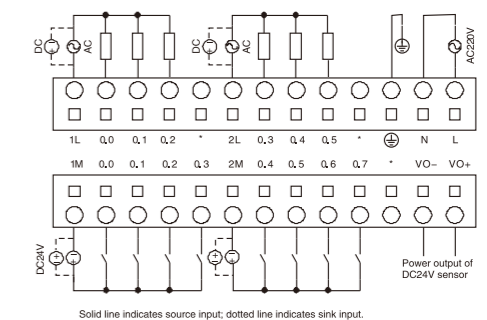 DC AC DC AC AC220V
1L 0.0 0.1 0.2 * 2L 0.3 0.4 0.5 * N L
1M 0.0 0.1 0.2 0.3 2M 0.4 0.5 0.6 0.7 * VO− VO+
DC24V
Power output of
DC24V sensor
Solid line indicates source input; dotted line indicates sink input.